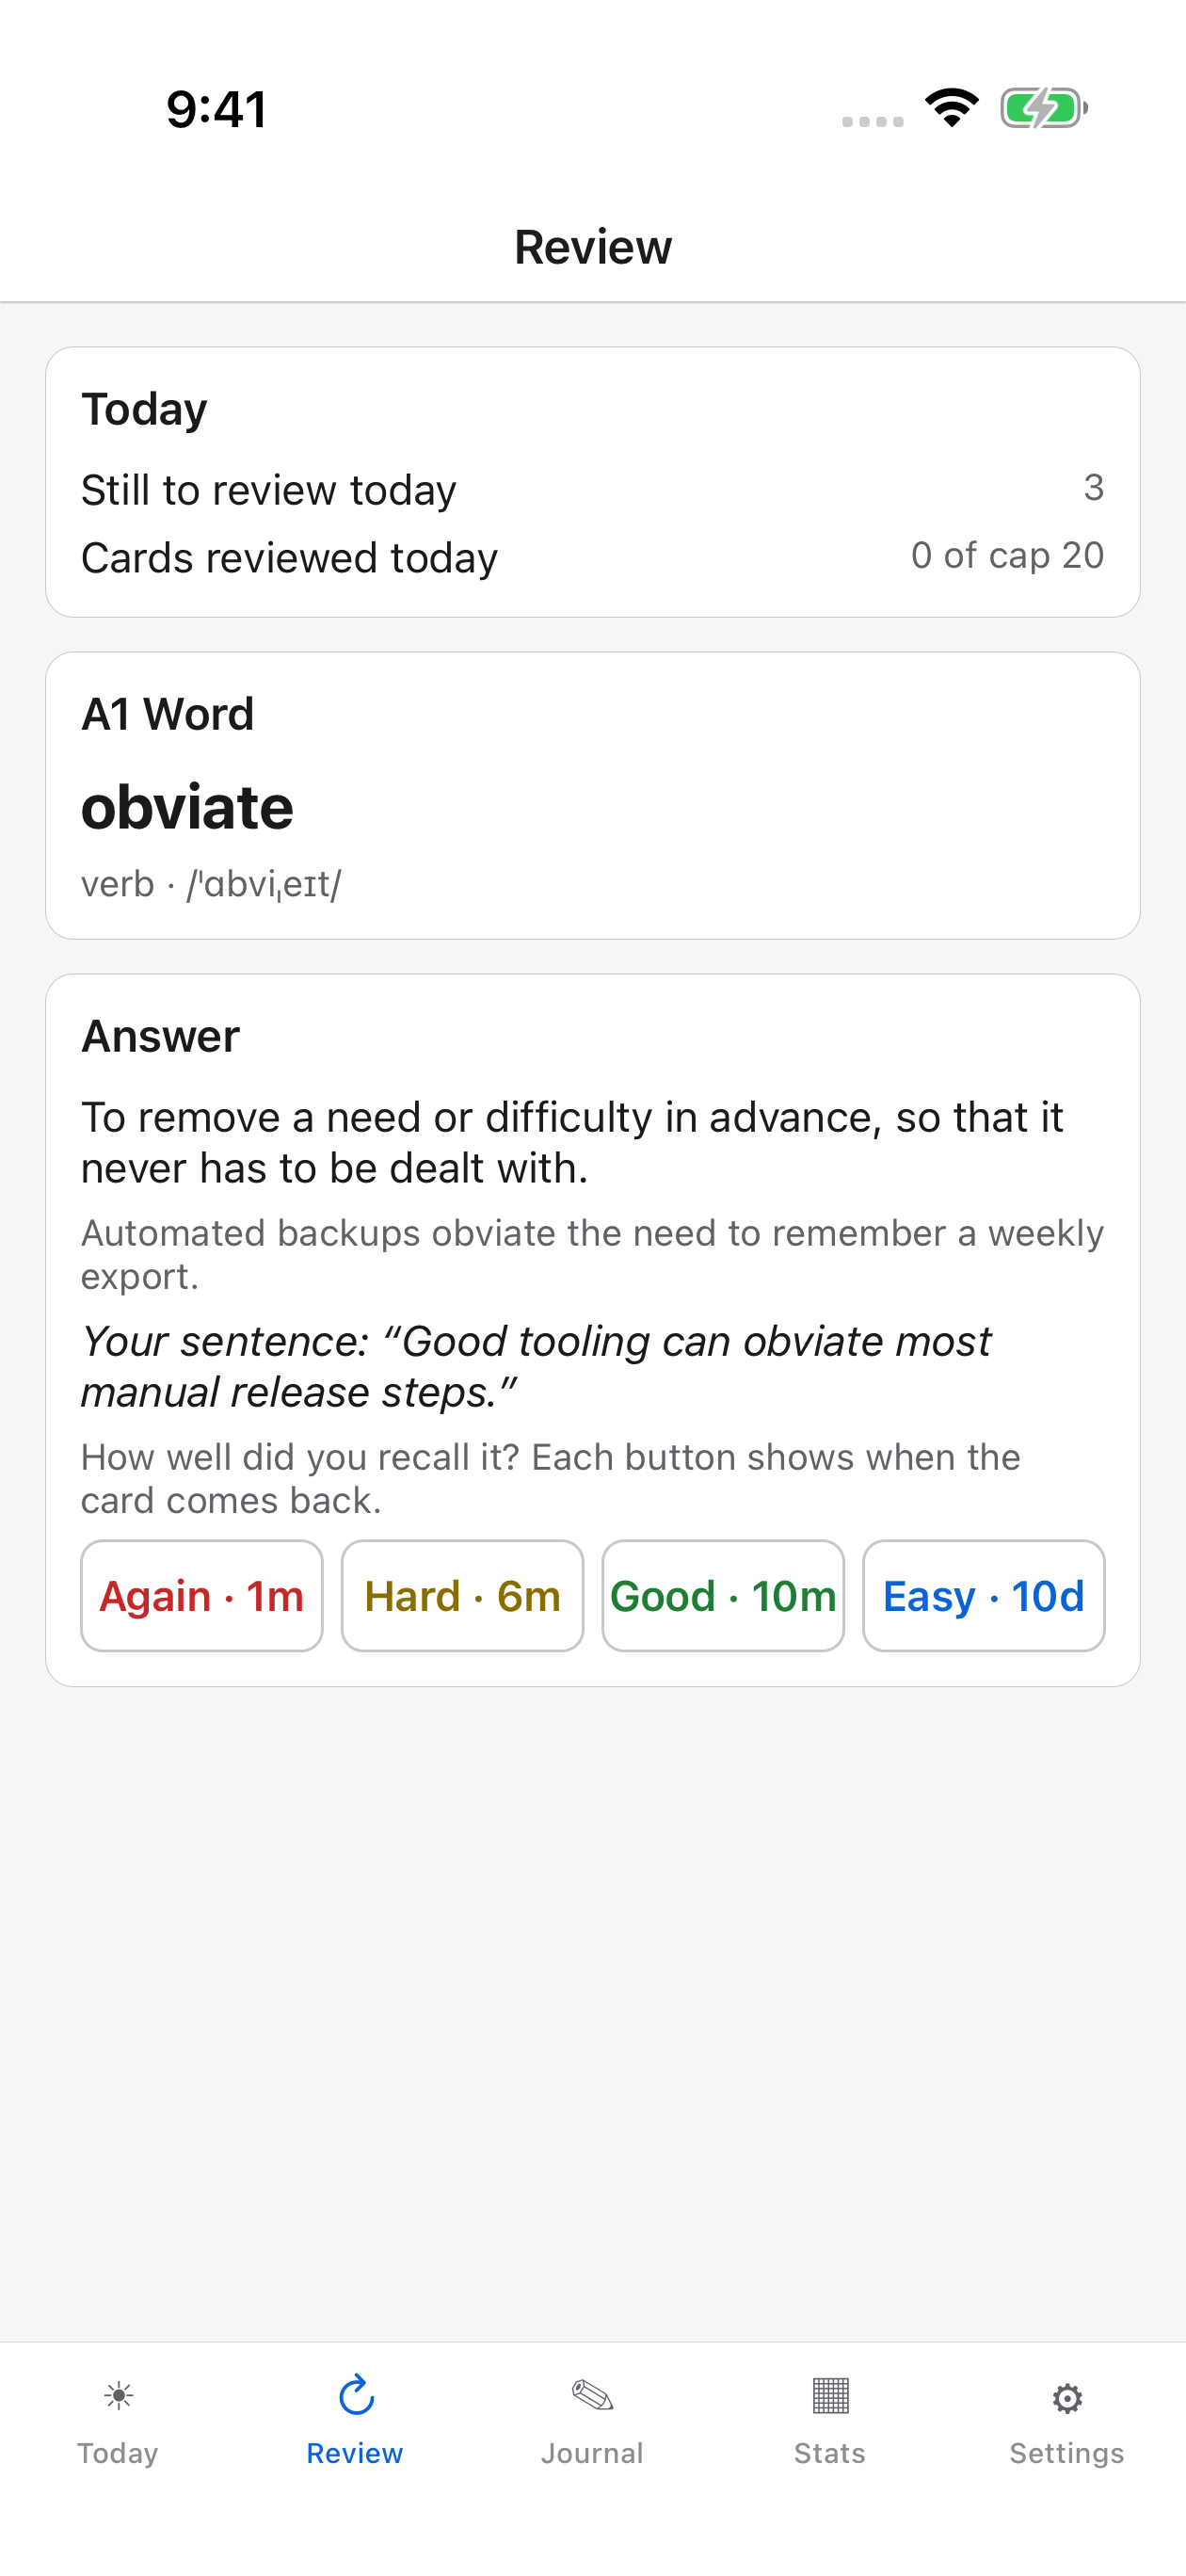 9:41
Review
Today
Still to review today 3
Cards reviewed today 0 of cap 20
A1 Word
obviate
verb · /ˈɑbviˌeɪt/
Answer
To remove a need or difficulty in advance, so that it
never has to be dealt with.
Automated backups obviate the need to remember a weekly
export.
Your sentence: “Good tooling can obviate most
manual release steps.”
How well did you recall it? Each button shows when the
card comes back.
Again · 1m Hard · 6m Good · 10m Easy · 10d
Today Review Journal Stats Settings